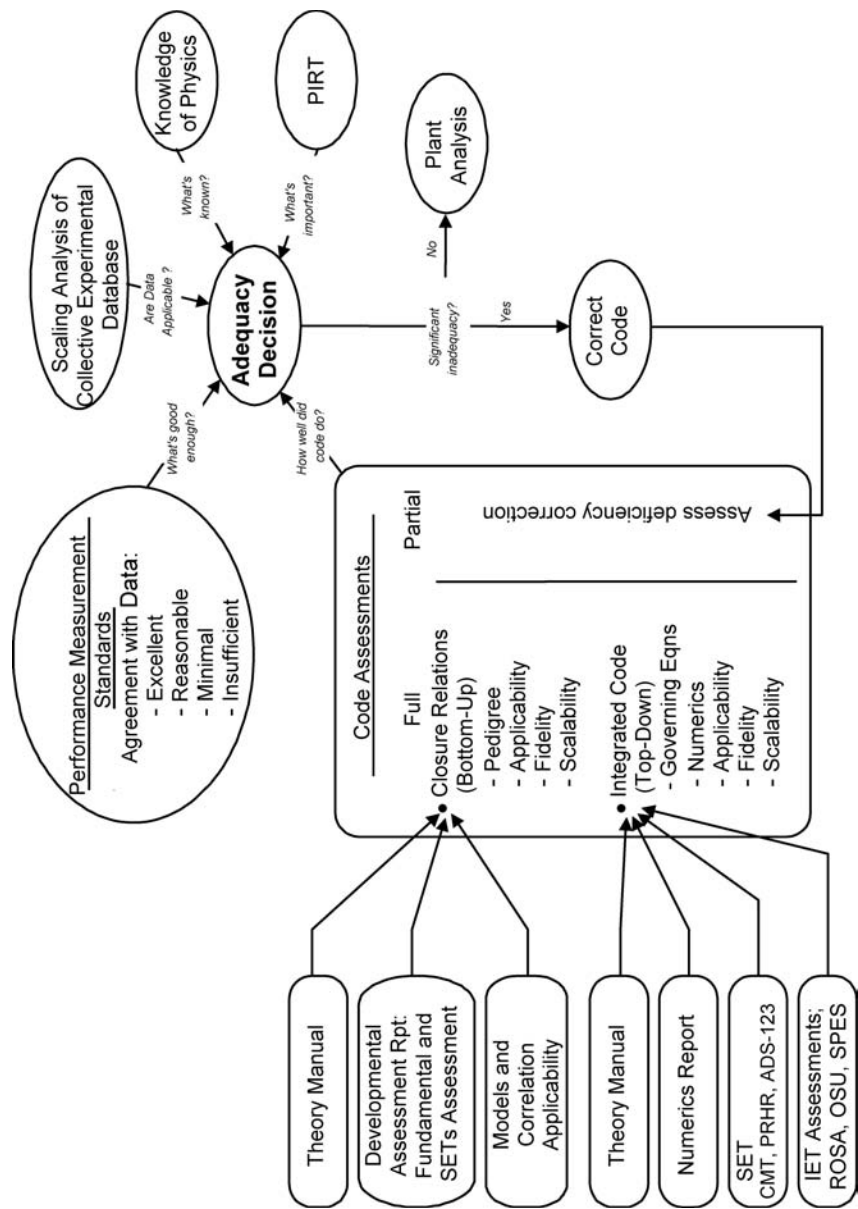 Performance Measurement
Standards
Agreement with Data:
- Excellent
- Reasonable
- Minimal
- Insufficient
Scaling Analysis of
Collective Experimental
Database
Knowledge
of Physics
PIRT
What's good
enough?
Are Data
Applicable ?
What's
known?
What's
important?
Adequacy
Decision
How well did
code do?
Significant
inadequacy?
No
Plant
Analysis
Yes
Correct
Code
Code Assessments
Full
Partial
• Closure Relations
(Bottom-Up)
- Pedigree
- Applicability
- Fidelity
- Scalability
• Integrated Code
(Top-Down)
- Governing Eqns
- Numerics
- Applicability
- Fidelity
- Scalability
Assess deficiency correction
Theory Manual
Developmental
Assessment Rpt:
Fundamental and
SETs Assessment
Models and
Correlation
Applicability
Theory Manual
Numerics Report
SET
CMT, PRHR, ADS-123
IET Assessments;
ROSA, OSU, SPES